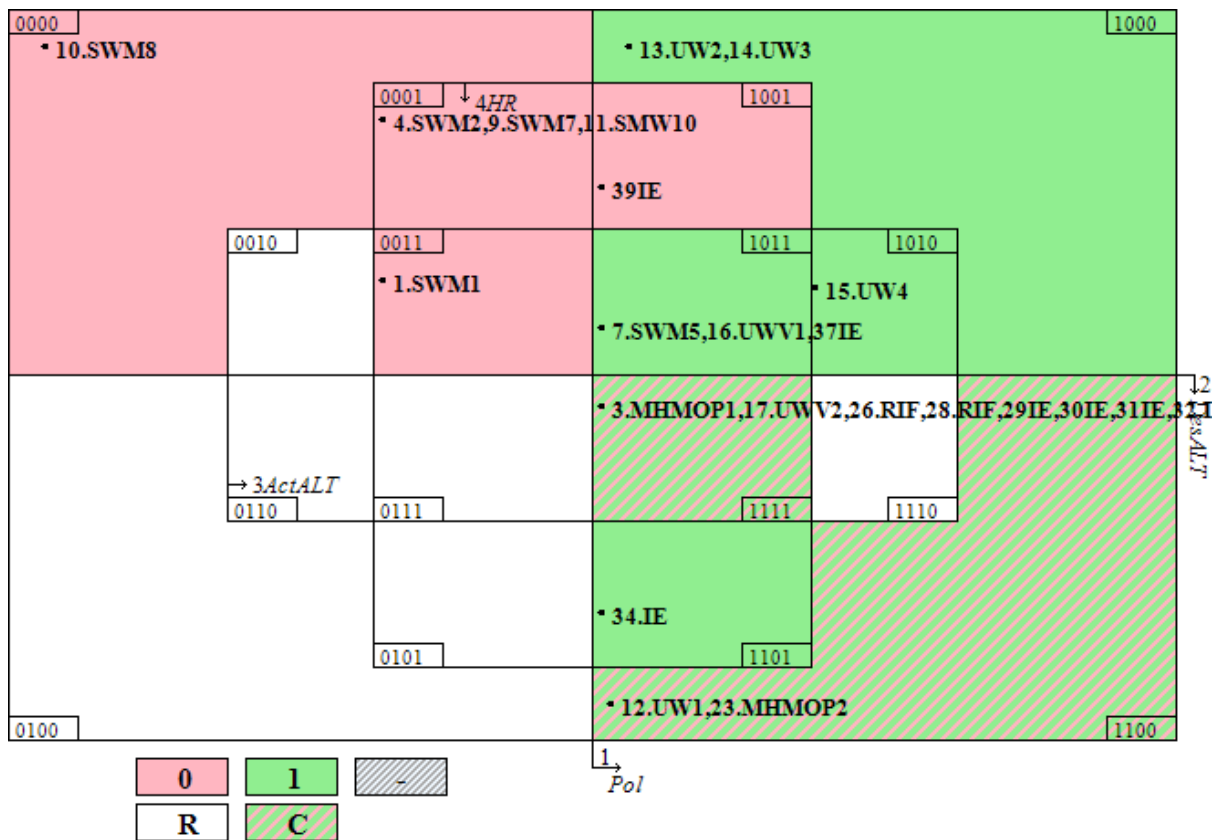 0000 1000
10.SWM8 13.UW2,14.UW3
0001 4HR 1001
4.SWM2,9.SWM7,11.SMW10
39IE
0010 0011 1011 1010
1.SWM1 15.UW4
7.SWM5,16.UWV1,37IE
2
3.MHMOP1,17.UWV2,26.RIF,28.RIF,29IE,30IE,31IE,32.I
esALT
3ActALT
0110 0111 1111 1110
34.IE
0101 1101
12.UW1,23.MHMOP2
0100 1100
1
Pol
0 1 -
R C